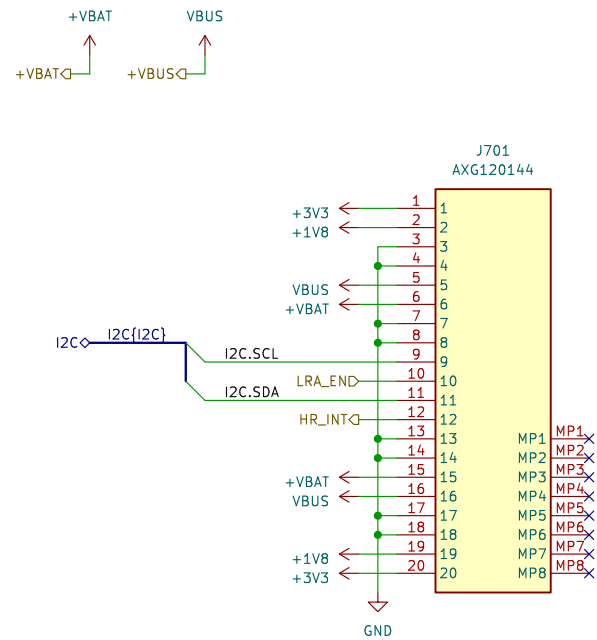 +VBAT VBUS
+VBAT +VBUS
J701
AXG120144
+3V3 1 1
+1V8 2 2
3 3
4 4
VBUS 5 5
+VBAT 6 6
7 7
8 8
I2C I2C{I2C}
I2C.SCL 9 9
LRA_EN 10 10
I2C.SDA 11 11
HR_INT 12 12
13 13 MP1 MP1
14 14 MP2 MP2
+VBAT 15 15 MP3 MP3
VBUS 16 16 MP4 MP4
17 17 MP5 MP5
18 18 MP6 MP6
+1V8 19 19 MP7 MP7
+3V3 20 20 MP8 MP8
GND